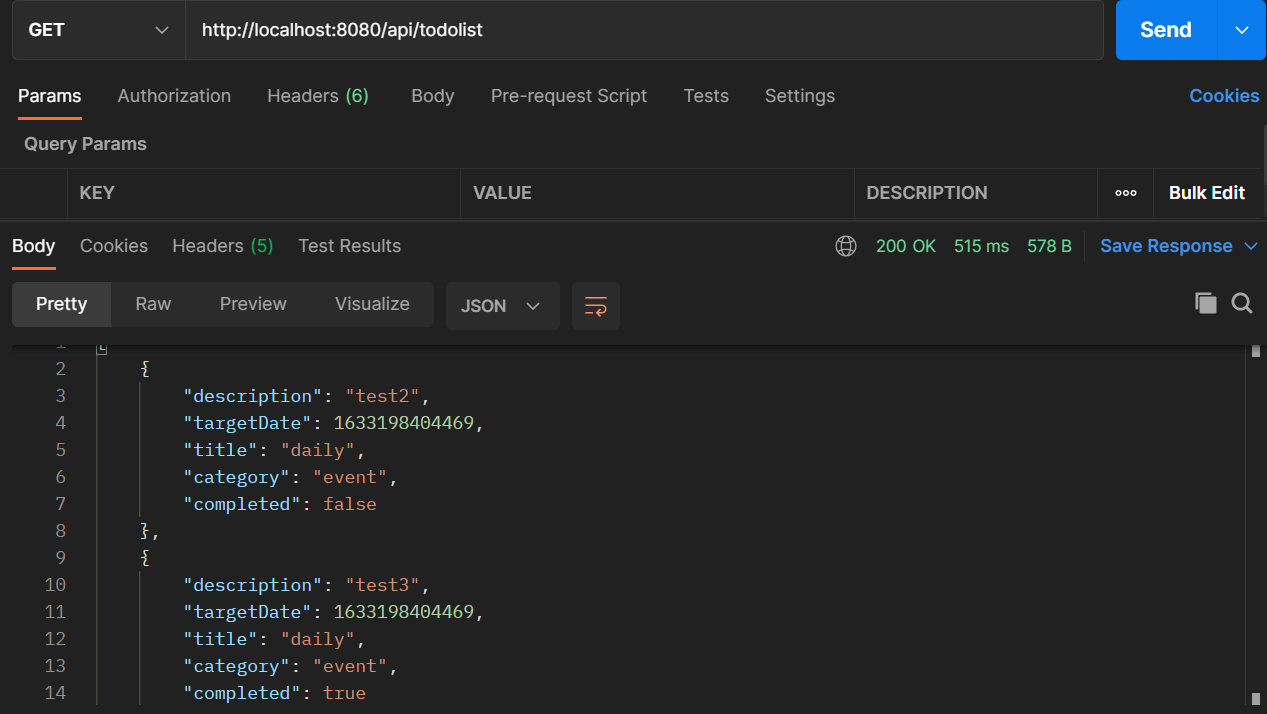 GET http://localhost:8080/api/todolist Send
Params Authorization Headers (6) Body Pre-request Script Tests Settings Cookies
Query Params
KEY VALUE DESCRIPTION ooo Bulk Edit
Body Cookies Headers (5) Test Results 200 OK 515 ms 578 B Save Response
Pretty Raw Preview Visualize JSON
1 [
2 {
3 "description": "test2",
4 "targetDate": 1633198404469,
5 "title": "daily",
6 "category": "event",
7 "completed": false
8 },
9 {
10 "description": "test3",
11 "targetDate": 1633198404469,
12 "title": "daily",
13 "category": "event",
14 "completed": true